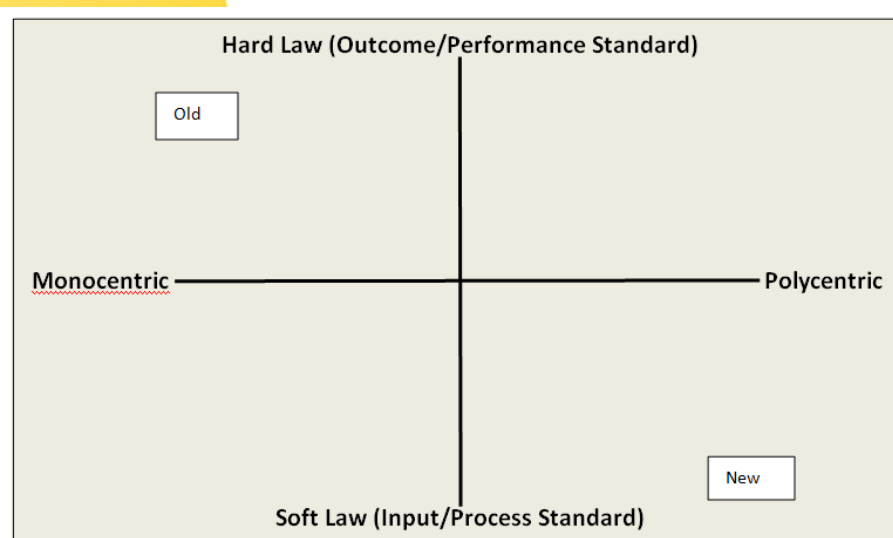 Hard Law (Outcome/Performance Standard)
Old
Monocentric
Polycentric
New
Soft Law (Input/Process Standard)